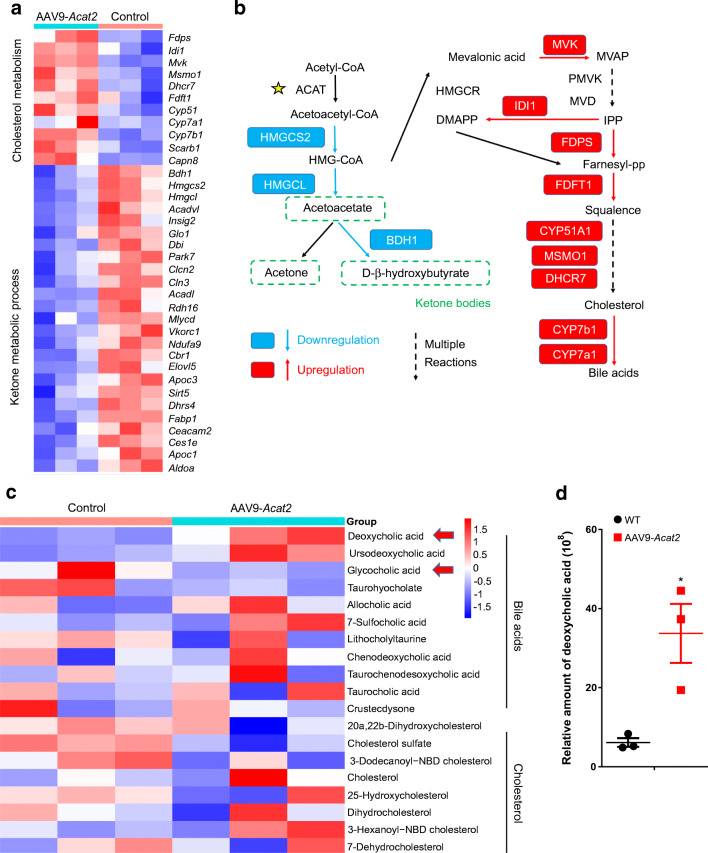 a
AAV9-Acat2 Control
Cholesterol metabolism
Fdps
Idi1
Mvk
Msmo1
Dhcr7
Fdft1
Cyp51
Cyp7a1
Cyp7b1
Scarb1
Capn8
Ketone metabolic process
Bdh1
Hmgcs2
Hmgcl
Acadvl
Insig2
Glo1
Dbi
Park7
Clcn2
Cln3
Acadl
Rdh16
Mlycd
Vkorc1
Ndufa9
Cbr1
Elovl5
Apoc3
Sirt5
Dhrs4
Fabp1
Ceacam2
Ces1e
Apoc1
Aldoa
b
Acetyl-CoA
ACAT
Acetoacetyl-CoA
HMGCS2
HMG-CoA
HMGCL
Acetoacetate
BDH1
Acetone
D-β-hydroxybutyrate
Ketone bodies
Mevalonic acid
MVK
MVAP
HMGCR
PMVK
MVD
DMAPP
IDI1
IPP
FDPS
Farnesyl-pp
FDFT1
Squalence
CYP51A1
MSMO1
DHCR7
Cholesterol
CYP7b1
CYP7a1
Bile acids
Downregulation
Upregulation
Multiple
Reactions
c
Control AAV9-Acat2
Group
Deoxycholic acid
Ursodeoxycholic acid
Glycocholic acid
Taurohyocholate
Allocholic acid
7-Sulfocholic acid
Lithocholyltaurine
Chenodeoxycholic acid
Taurochenodesoxycholic acid
Taurocholic acid
Crustecdysone
20a,22b-Dihydroxycholesterol
Cholesterol sulfate
3-Dodecanoyl-NBD cholesterol
Cholesterol
25-Hydroxycholesterol
Dihydrocholesterol
3-Hexanoyl-NBD cholesterol
7-Dehydrocholesterol
1.5
1
0.5
0
-0.5
-1
-1.5
Bile acids
Cholesterol
d
WT
AAV9-Acat2
Relative amount of deoxycholic acid (10⁸)
60
40
20
0
*